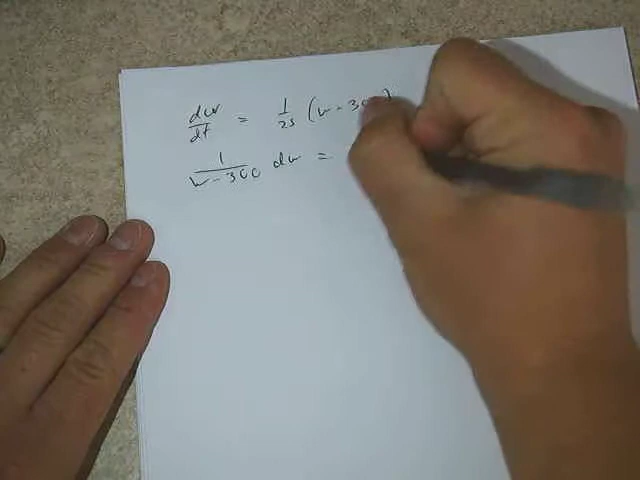 dW/dt = 1/25 (W - 300)
1/(W - 300) dW =